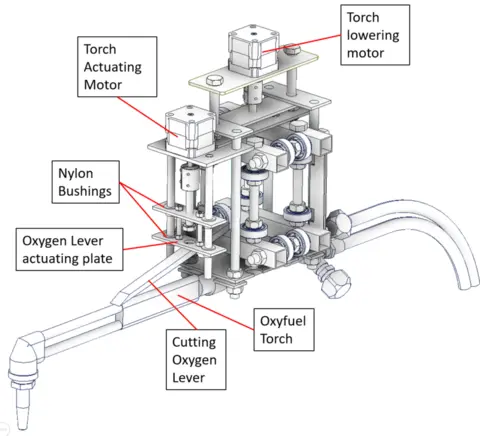 Torch
lowering
motor
Torch
Actuating
Motor
Nylon
Bushings
Oxygen Lever
actuating plate
Cutting
Oxygen
Lever
Oxyfuel
Torch